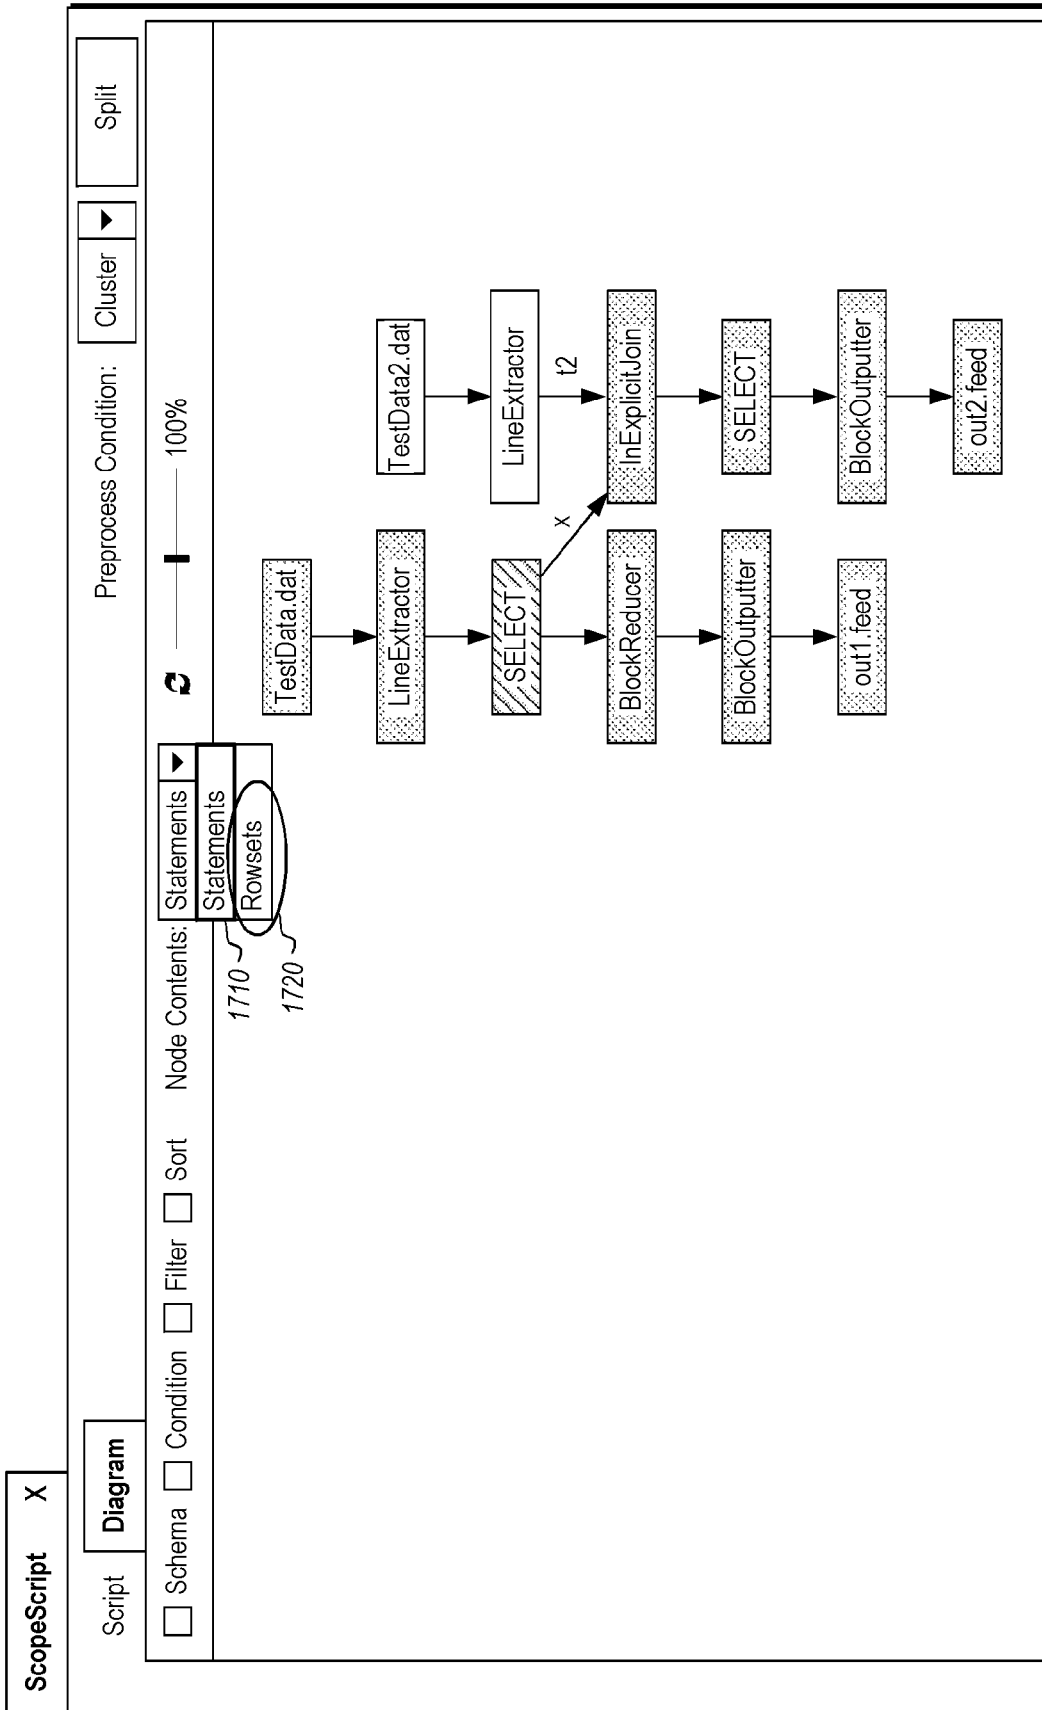 ScopeScript X
Script Diagram Preprocess Condition: Cluster Split
Schema Condition Filter Sort Node Contents: Statements 100%
Statements
Rowsets
1710
1720
TestData.dat
LineExtractor
SELECT
x
BlockReducer
BlockOutputter
out1.feed
TestData2.dat
LineExtractor
t2
InExplicitJoin
SELECT
BlockOutputter
out2.feed